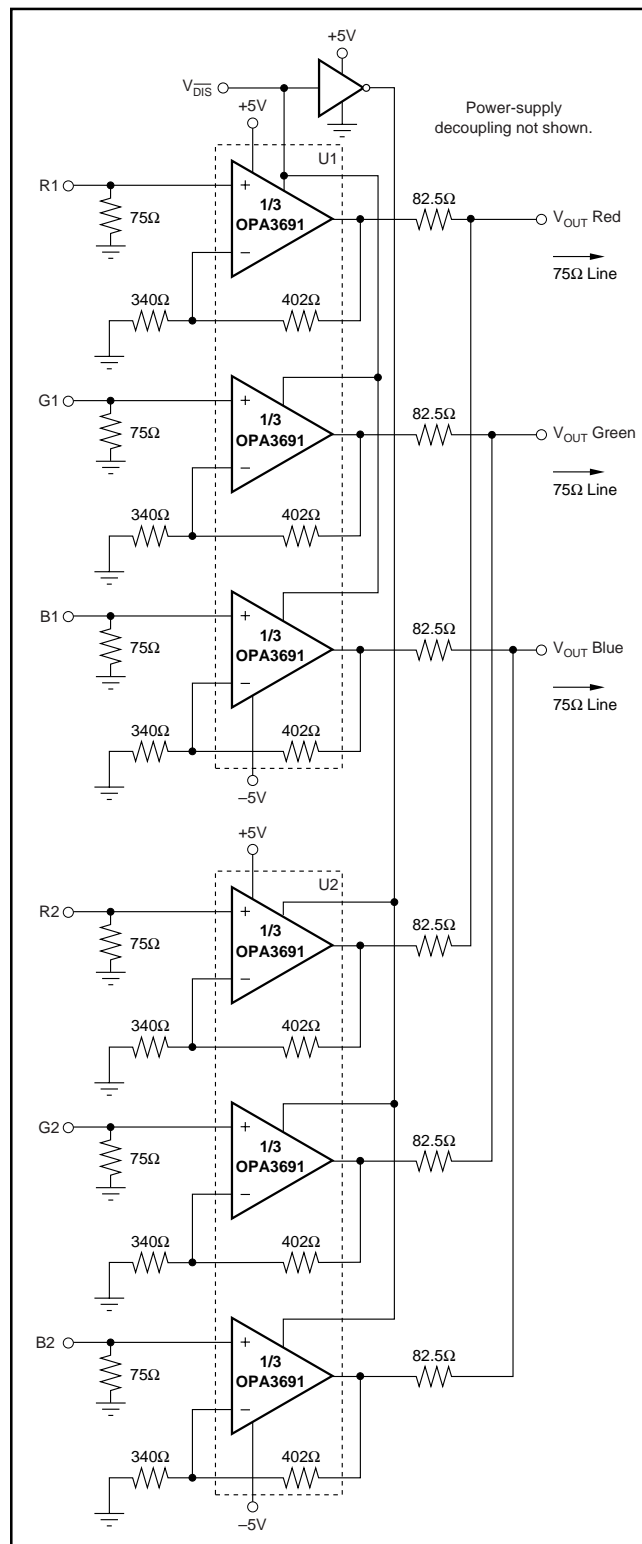 +5V
V_DIS
Power-supply
decoupling not shown.
+5V
U1
R1
+
1/3
OPA3691
−
75Ω
82.5Ω
V_OUT Red
75Ω Line
340Ω
402Ω
G1
+
1/3
OPA3691
−
75Ω
82.5Ω
V_OUT Green
75Ω Line
340Ω
402Ω
B1
+
1/3
OPA3691
−
75Ω
82.5Ω
V_OUT Blue
75Ω Line
340Ω
402Ω
–5V
+5V
U2
R2
+
1/3
OPA3691
−
75Ω
82.5Ω
340Ω
402Ω
G2
+
1/3
OPA3691
−
75Ω
82.5Ω
340Ω
402Ω
B2
+
1/3
OPA3691
−
75Ω
82.5Ω
340Ω
402Ω
–5V